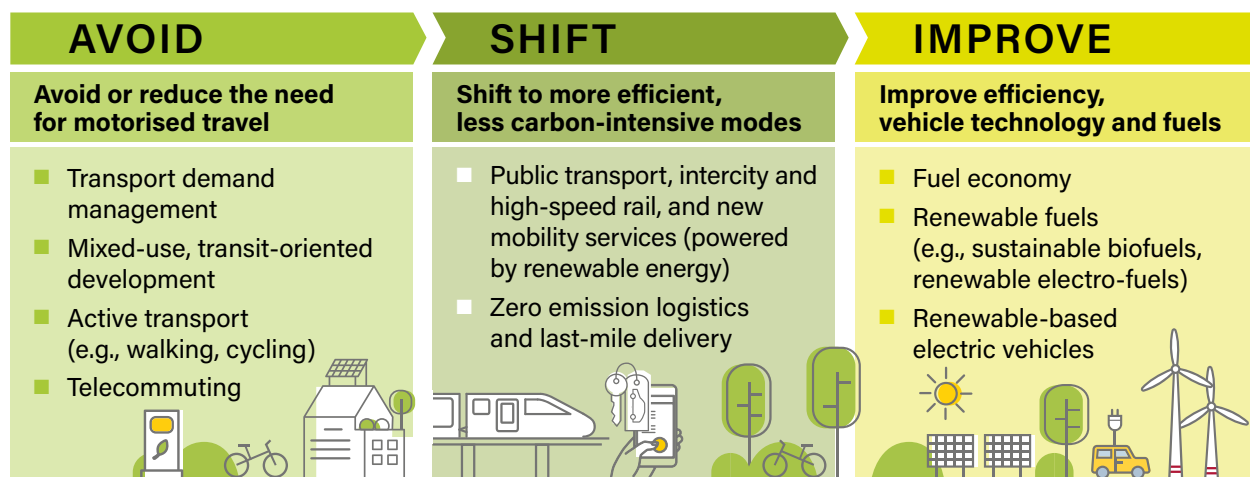 AVOID
Avoid or reduce the need
for motorised travel
Transport demand
management
Mixed-use, transit-oriented
development
Active transport
(e.g., walking, cycling)
Telecommuting
SHIFT
Shift to more efficient,
less carbon-intensive modes
Public transport, intercity and
high-speed rail, and new
mobility services (powered
by renewable energy)
Zero emission logistics
and last-mile delivery
IMPROVE
Improve efficiency,
vehicle technology and fuels
Fuel economy
Renewable fuels
(e.g., sustainable biofuels,
renewable electro-fuels)
Renewable-based
electric vehicles